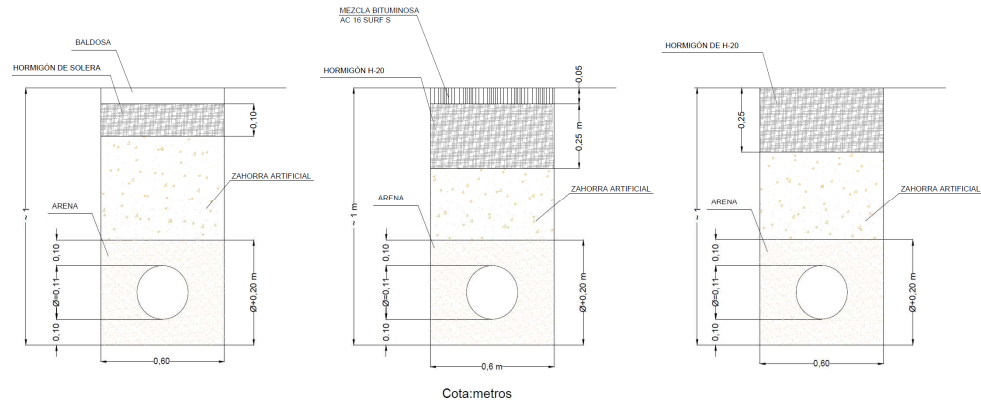 BALDOSA
HORMIGÓN DE SOLERA
0,10
ZAHORRA ARTIFICIAL
ARENA
~ 1
0,10
Ø=0,11
0,10
Ø+0,20 m
0,60
MEZCLA BITUMINOSA
AC 16 SURF S
HORMIGÓN H-20
0,05
0,25 m
ZAHORRA ARTIFICIAL
ARENA
~ 1 m
0,10
Ø=0,11
0,10
Ø+0,20 m
0,6 m
HORMIGÓN DE H-20
0,25
ZAHORRA ARTIFICIAL
ARENA
~ 1
0,10
Ø=0,11
0,10
Ø+0,20 m
0,60
Cota:metros